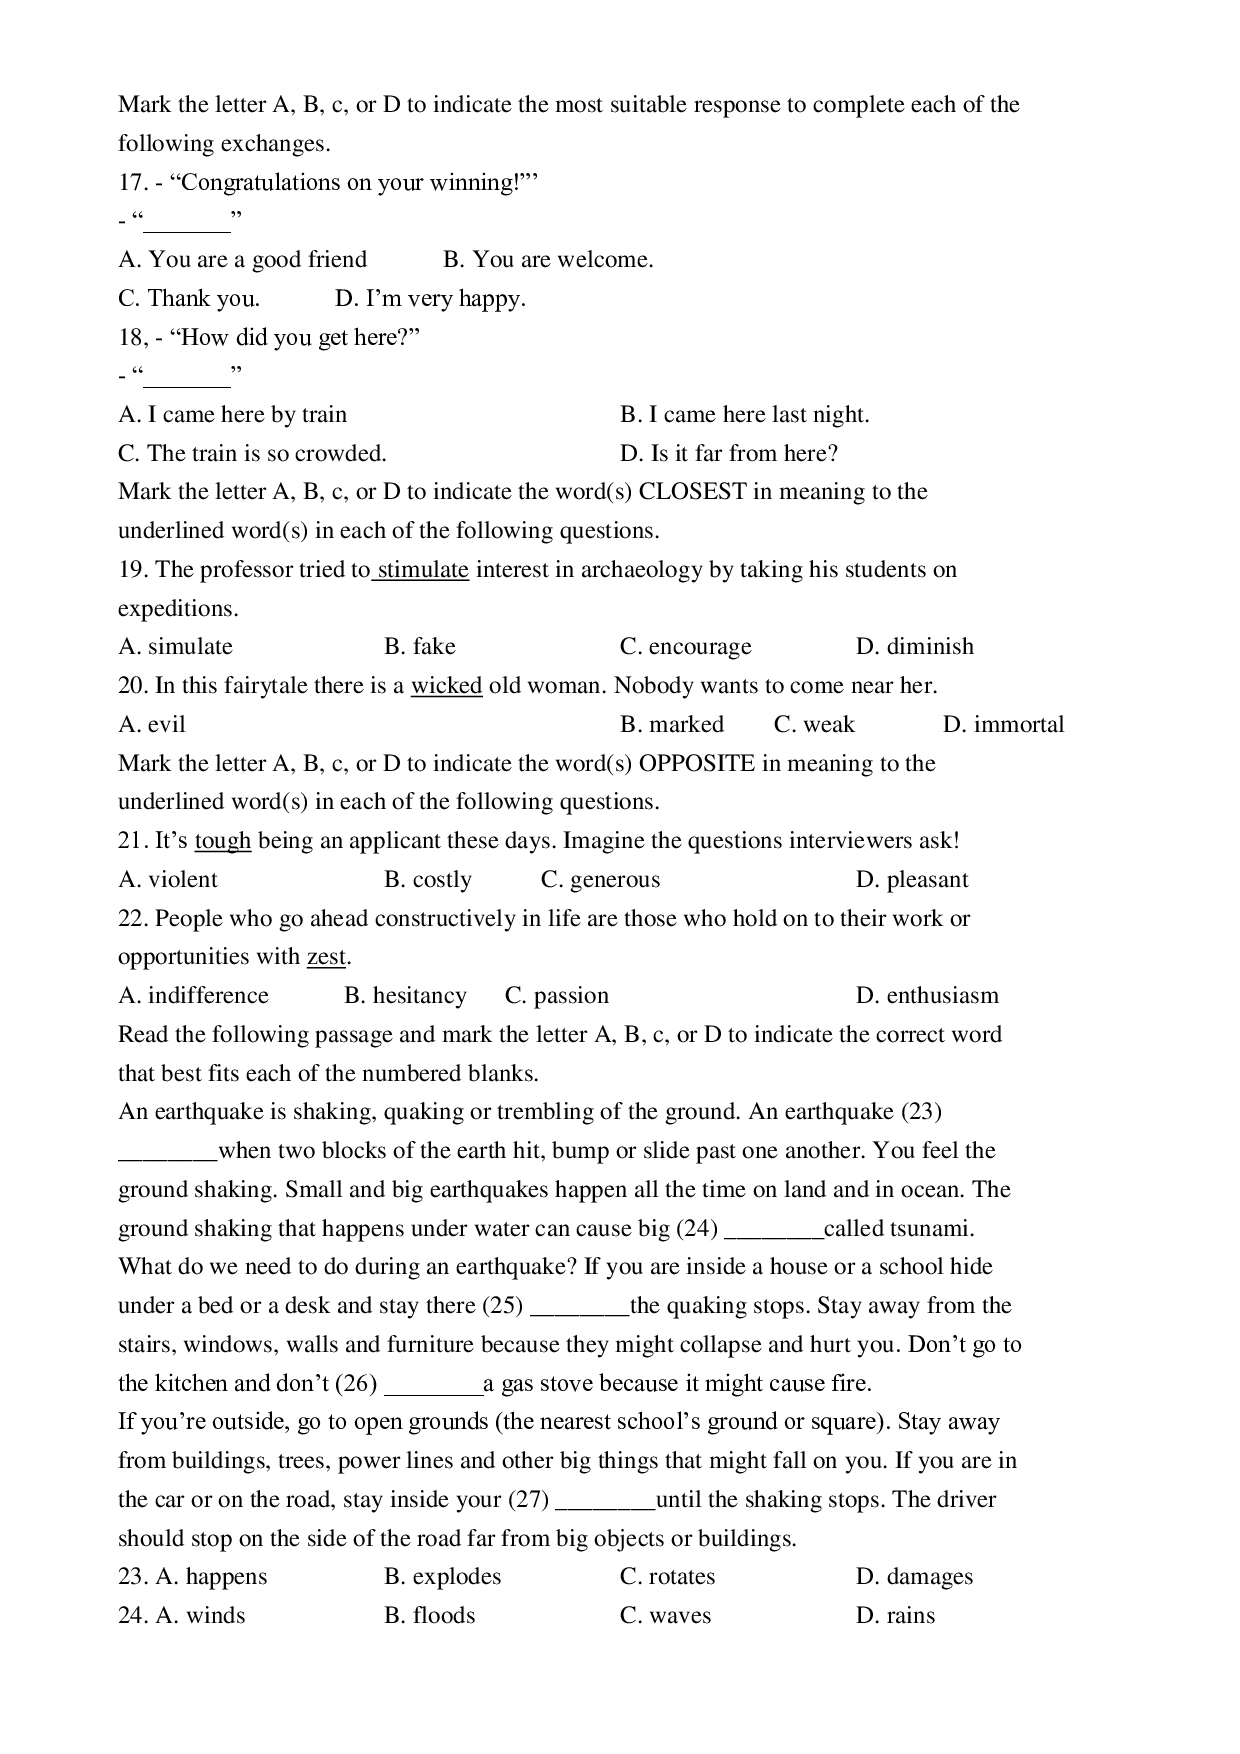 Mark the letter A, B, c, or D to indicate the most suitable response to complete each of the
following exchanges.
17. - “Congratulations on your winning!”’
- “_______”
A. You are a good friend B. You are welcome.
C. Thank you. D. I’m very happy.
18, - “How did you get here?”
- “_______”
A. I came here by train B. I came here last night.
C. The train is so crowded. D. Is it far from here?
Mark the letter A, B, c, or D to indicate the word(s) CLOSEST in meaning to the
underlined word(s) in each of the following questions.
19. The professor tried to stimulate interest in archaeology by taking his students on
expeditions.
A. simulate B. fake C. encourage D. diminish
20. In this fairytale there is a wicked old woman. Nobody wants to come near her.
A. evil B. marked C. weak D. immortal
Mark the letter A, B, c, or D to indicate the word(s) OPPOSITE in meaning to the
underlined word(s) in each of the following questions.
21. It’s tough being an applicant these days. Imagine the questions interviewers ask!
A. violent B. costly C. generous D. pleasant
22. People who go ahead constructively in life are those who hold on to their work or
opportunities with zest.
A. indifference B. hesitancy C. passion D. enthusiasm
Read the following passage and mark the letter A, B, c, or D to indicate the correct word
that best fits each of the numbered blanks.
An earthquake is shaking, quaking or trembling of the ground. An earthquake (23)
________when two blocks of the earth hit, bump or slide past one another. You feel the
ground shaking. Small and big earthquakes happen all the time on land and in ocean. The
ground shaking that happens under water can cause big (24) ________called tsunami.
What do we need to do during an earthquake? If you are inside a house or a school hide
under a bed or a desk and stay there (25) ________the quaking stops. Stay away from the
stairs, windows, walls and furniture because they might collapse and hurt you. Don’t go to
the kitchen and don’t (26) ________a gas stove because it might cause fire.
If you’re outside, go to open grounds (the nearest school’s ground or square). Stay away
from buildings, trees, power lines and other big things that might fall on you. If you are in
the car or on the road, stay inside your (27) ________until the shaking stops. The driver
should stop on the side of the road far from big objects or buildings.
23. A. happens B. explodes C. rotates D. damages
24. A. winds B. floods C. waves D. rains